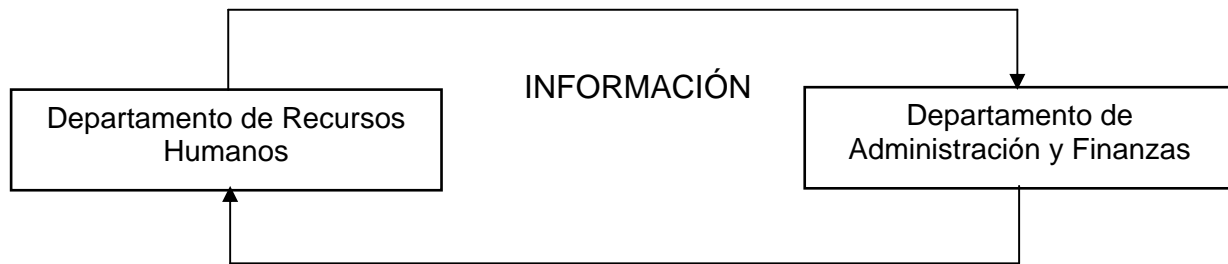 INFORMACIÓN
Departamento de Recursos
Humanos
Departamento de
Administración y Finanzas